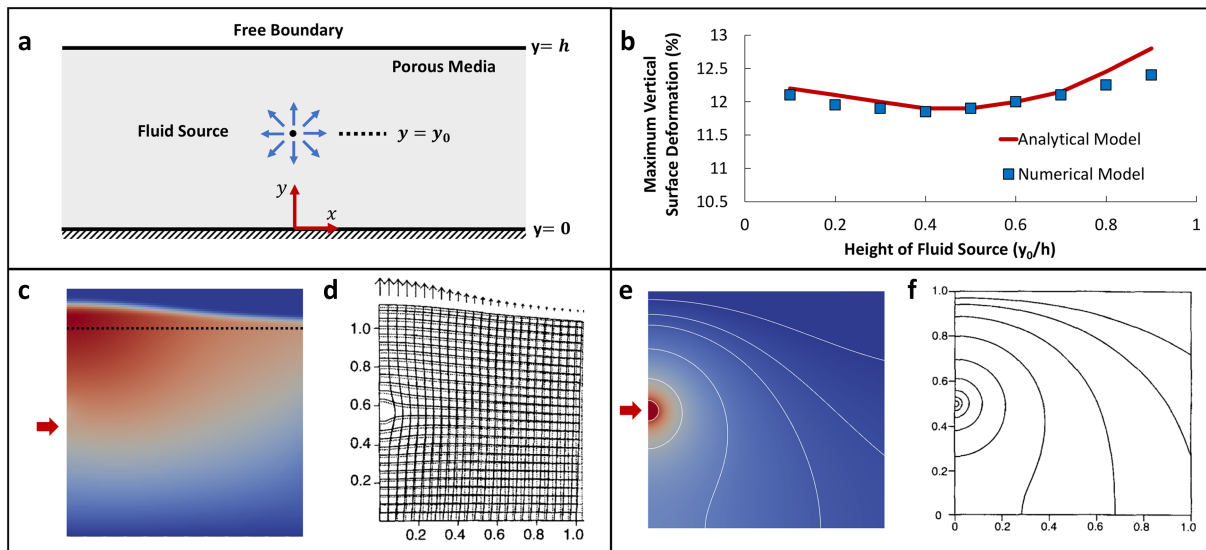 a
Free Boundary
y= h
Porous Media
Fluid Source
y = y₀
y
x
y=0
b
Maximum Vertical
Surface Deformation (%)
13
12.5
12
11.5
11
10.5
Analytical Model
Numerical Model
0 0.2 0.4 0.6 0.8 1
Height of Fluid Source (y₀/h)
c
d
1.0
0.8
0.6
0.4
0.2
0.2 0.4 0.6 0.8 1.0
e
f
1.0
0.8
0.6
0.4
0.2
0
0 0.2 0.4 0.6 0.8 1.0